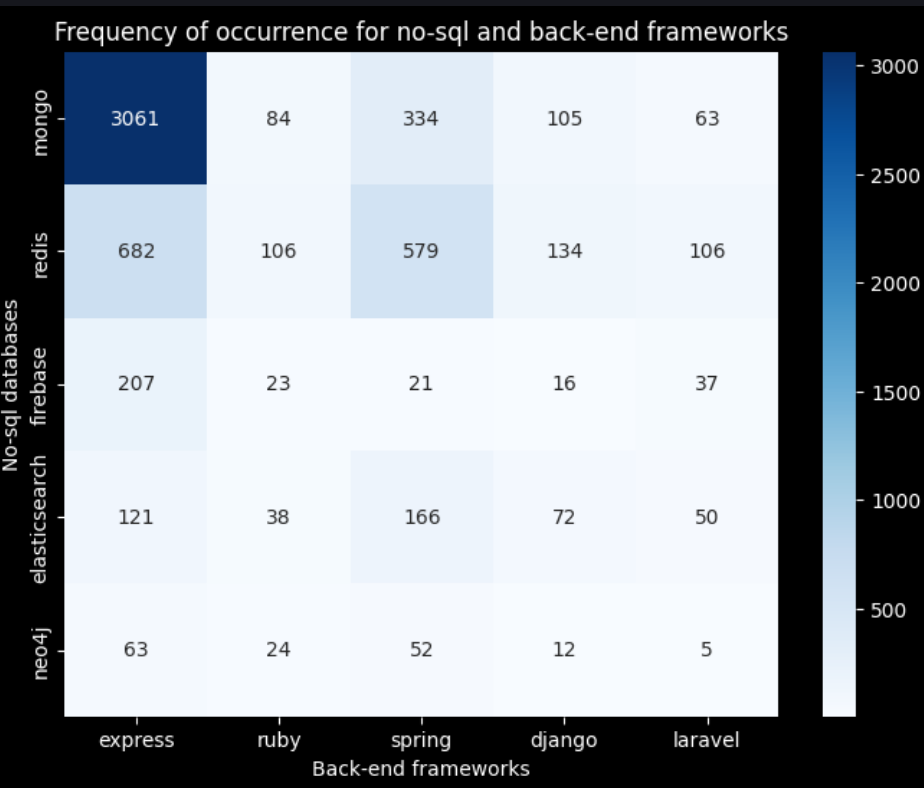 Frequency of occurrence for no-sql and back-end frameworks
No-sql databases
mongo
3061 84 334 105 63
redis
682 106 579 134 106
firebase
207 23 21 16 37
elasticsearch
121 38 166 72 50
neo4j
63 24 52 12 5
express ruby spring django laravel
Back-end frameworks
3000
2500
2000
1500
1000
500